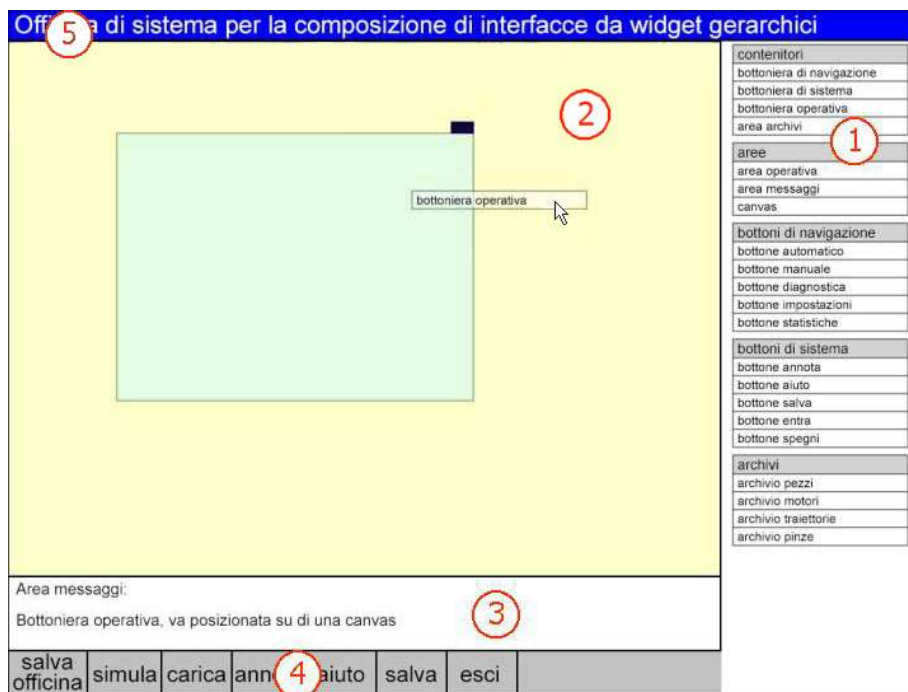 Offi a di sistema per la composizione di interfacce da widget gerarchici
5
2
bottoniera operativa
contenitori
bottoniera di navigazione
bottoniera di sistema
bottoniera operativa
area archivi
1
aree
area operativa
area messaggi
canvas
bottoni di navigazione
bottone automatico
bottone manuale
bottone diagnostica
bottone impostazioni
bottone statistiche
bottoni di sistema
bottone annota
bottone aiuto
bottone salva
bottone entra
bottone spegni
archivi
archivio pezzi
archivio motori
archivio traiettorie
archivio pinze
Area messaggi:
Bottoniera operativa, va posizionata su di una canvas
3
salva officina
simula
carica
ann
4
aiuto
salva
esci